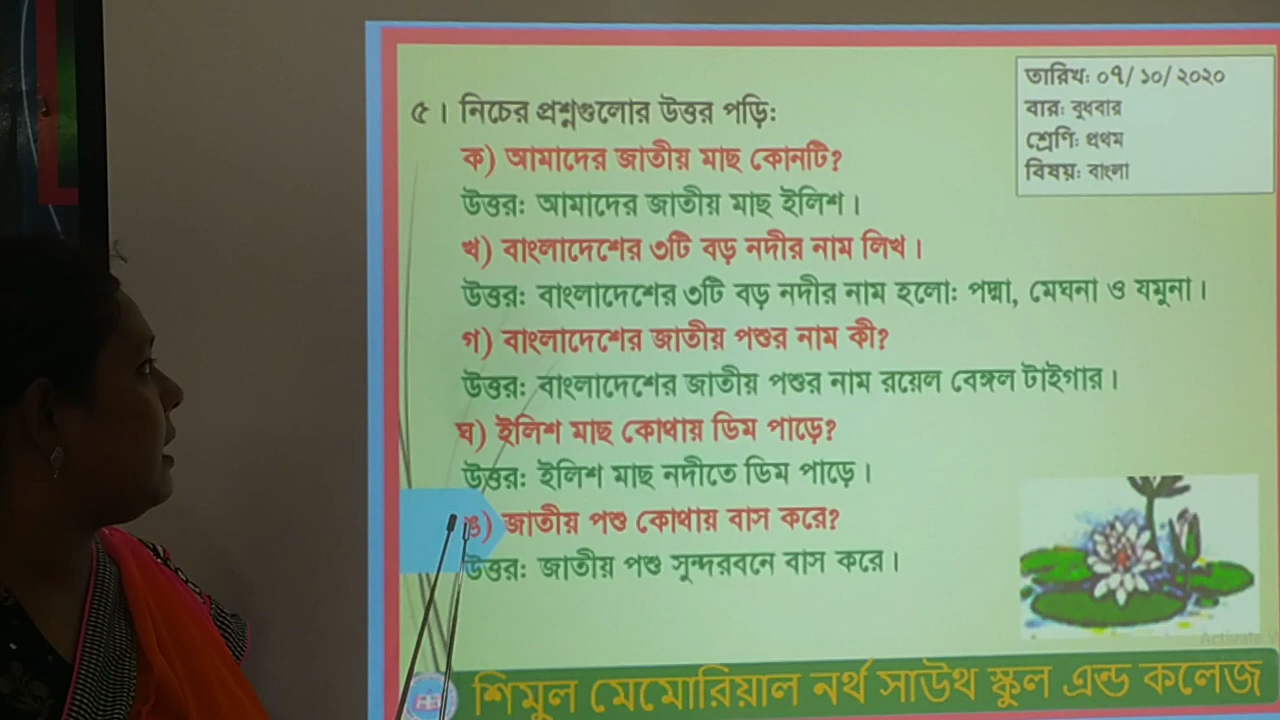 তারিখ: ০৭/ ১০/ ২০২০
বার: বুধবার
শ্রেণি: প্রথম
বিষয়: বাংলা
৫। নিচের প্রশ্নগুলোর উত্তর পড়ি:
ক) আমাদের জাতীয় মাছ কোনটি?
উত্তর: আমাদের জাতীয় মাছ ইলিশ।
খ) বাংলাদেশের ৩টি বড় নদীর নাম লিখ।
উত্তর: বাংলাদেশের ৩টি বড় নদীর নাম হলো: পদ্মা, মেঘনা ও যমুনা।
গ) বাংলাদেশের জাতীয় পশুর নাম কী?
উত্তর: বাংলাদেশের জাতীয় পশুর নাম রয়েল বেঙ্গল টাইগার।
ঘ) ইলিশ মাছ কোথায় ডিম পাড়ে?
উত্তর: ইলিশ মাছ নদীতে ডিম পাড়ে।
ঙ) জাতীয় পশু কোথায় বাস করে?
উত্তর: জাতীয় পশু সুন্দরবনে বাস করে।
Activate
শিমুল মেমোরিয়াল নর্থ সাউথ স্কুল এন্ড কলেজ